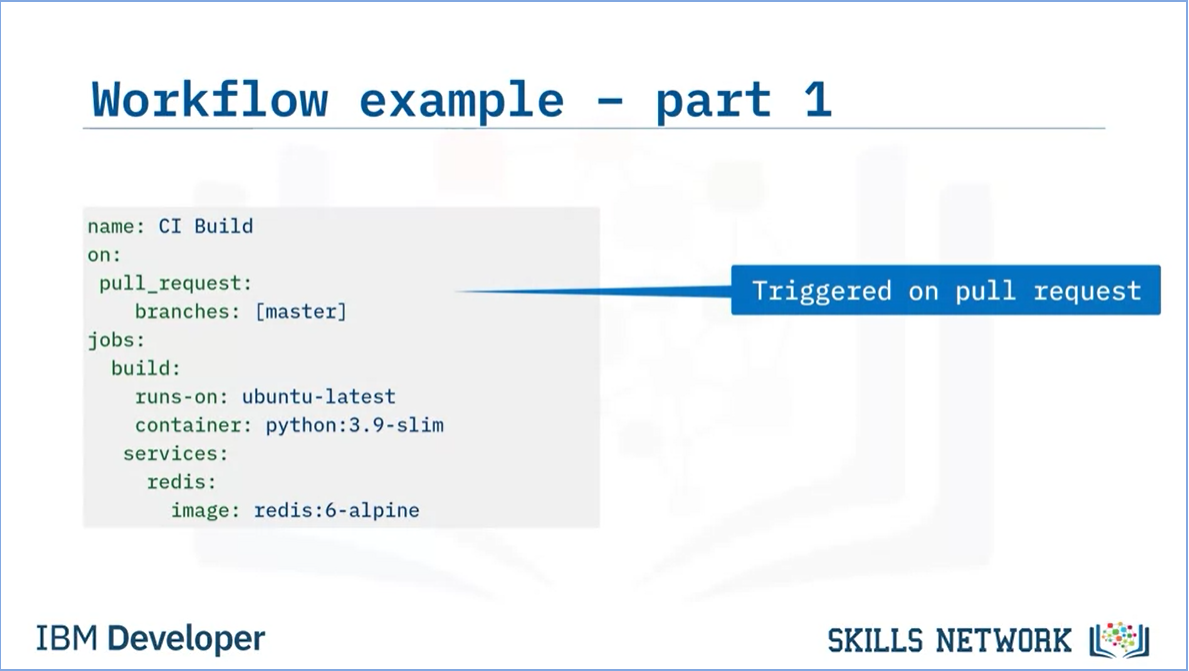 Workflow example – part 1
name: CI Build
on:
 pull_request:
    branches: [master]
Triggered on pull request
jobs:
  build:
    runs-on: ubuntu-latest
    container: python:3.9-slim
   services:
     redis:
       image: redis:6-alpine
IBM Developer
SKILLS NETWORK